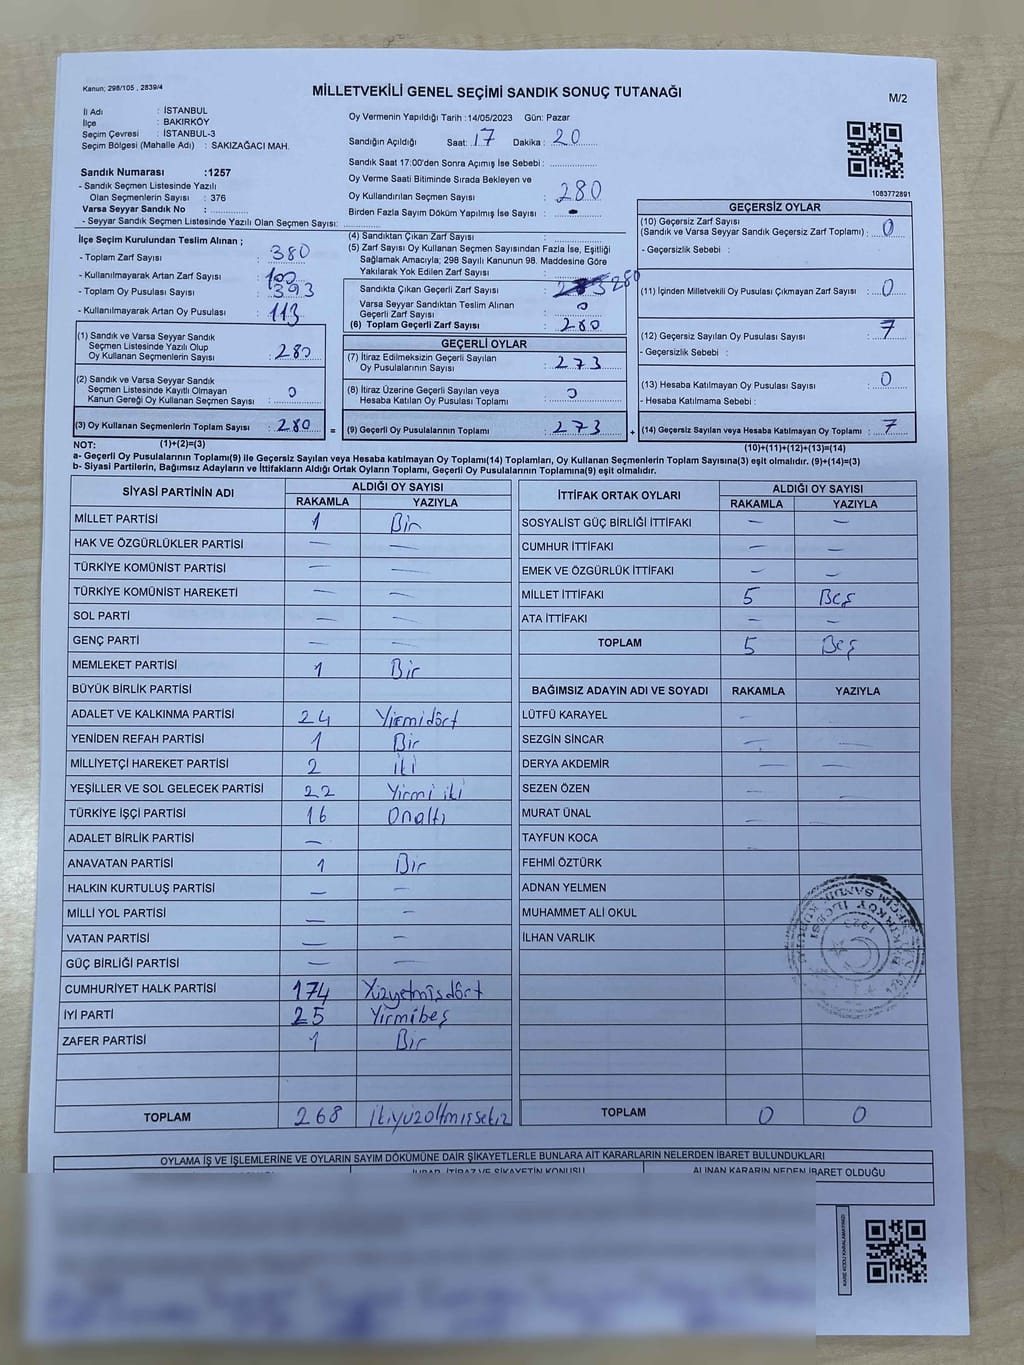 Kanun; 298/105 , 2839/4
MİLLETVEKİLİ GENEL SEÇİMİ SANDIK SONUÇ TUTANAĞI
M/2
İl Adı : İSTANBUL
İlçe : BAKIRKÖY
Seçim Çevresi : İSTANBUL-3
Seçim Bölgesi (Mahalle Adı) : SAKIZAĞACI MAH.
Oy Vermenin Yapıldığı Tarih :14/05/2023 Gün: Pazar
Sandığın Açıldığı Saat: 17 Dakika : 20
Sandık Saat 17:00'den Sonra Açımış İse Sebebi :
Oy Verme Saati Bitiminde Sırada Bekleyen ve
Oy Kullandırılan Seçmen Sayısı : 280
Birden Fazla Sayım Döküm Yapılmış İse Sayısı : -
1083772891
Sandık Numarası :1257
- Sandık Seçmen Listesinde Yazılı
Olan Seçmenlerin Sayısı : 376
Varsa Seyyar Sandık No :
- Seyyar Sandık Seçmen Listesinde Yazılı Olan Seçmen Sayısı:
İlçe Seçim Kurulundan Teslim Alınan ;
- Toplam Zarf Sayısı : 380
- Kullanılmayarak Artan Zarf Sayısı : 100
- Toplam Oy Pusulası Sayısı : 393
- Kullanılmayarak Artan Oy Pusulası : 113
(4) Sandıktan Çıkan Zarf Sayısı :
(5) Zarf Sayısı Oy Kullanan Seçmen Sayısından Fazla İse, Eşitliği
Sağlamak Amacıyla; 298 Sayılı Kanunun 98. Maddesine Göre
Yakılarak Yok Edilen Zarf Sayısı :
Sandıkta Çıkan Geçerli Zarf Sayısı : 280
Varsa Seyyar Sandıktan Teslim Alınan
Geçerli Zarf Sayısı : 0
(6) Toplam Geçerli Zarf Sayısı : 280
GEÇERSİZ OYLAR
(10) Geçersiz Zarf Sayısı
(Sandık ve Varsa Seyyar Sandık Geçersiz Zarf Toplamı) : 0
- Geçersizlik Sebebi :
(11) İçinden Milletvekili Oy Pusulası Çıkmayan Zarf Sayısı : 0
(12) Geçersiz Sayılan Oy Pusulası Sayısı : 7
- Geçersizlik Sebebi :
(13) Hesaba Katılmayan Oy Pusulası Sayısı : 0
- Hesaba Katılmama Sebebi :
(14) Geçersiz Sayılan veya Hesaba Katılmayan Oy Toplamı : 7
(1) Sandık ve Varsa Seyyar Sandık
Seçmen Listesinde Yazılı Olup
Oy Kullanan Seçmenlerin Sayısı : 280
(2) Sandık ve Varsa Seyyar Sandık
Seçmen Listesinde Kayıtlı Olmayan
Kanun Gereği Oy Kullanan Seçmen Sayısı : 0
(3) Oy Kullanan Seçmenlerin Toplam Sayısı : 280 =
GEÇERLİ OYLAR
(7) İtiraz Edilmeksizin Geçerli Sayılan
Oy Pusulalarının Sayısı : 273
(8) İtiraz Üzerine Geçerli Sayılan veya
Hesaba Katılan Oy Pusulası Toplamı : 0
(9) Geçerli Oy Pusulalarının Toplamı : 273 +
NOT: (1)+(2)=(3)
(10)+(11)+(12)+(13)=(14)
a- Geçerli Oy Pusulalarının Toplamı(9) ile Geçersiz Sayılan veya Hesaba katılmayan Oy Toplamı(14) Toplamları, Oy Kullanan Seçmenlerin Toplam Sayısına(3) eşit olmalıdır. (9)+(14)=(3)
b- Siyasi Partilerin, Bağımsız Adayların ve İttifakların Aldığı Ortak Oyların Toplamı, Geçerli Oy Pusulalarının Toplamına(9) eşit olmalıdır.
SİYASİ PARTİNİN ADI ALDIĞI OY SAYISI
RAKAMLA YAZIYLA
MİLLET PARTİSİ 1 Bir
HAK VE ÖZGÜRLÜKLER PARTİSİ — —
TÜRKİYE KOMÜNİST PARTİSİ — —
TÜRKİYE KOMÜNİST HAREKETİ — —
SOL PARTİ — —
GENÇ PARTİ — —
MEMLEKET PARTİSİ 1 Bir
BÜYÜK BİRLİK PARTİSİ
ADALET VE KALKINMA PARTİSİ 24 Yirmidört
YENİDEN REFAH PARTİSİ 1 Bir
MİLLİYETÇİ HAREKET PARTİSİ 2 İki
YEŞİLLER VE SOL GELECEK PARTİSİ 22 Yirmi iki
TÜRKİYE İŞÇİ PARTİSİ 16 Onaltı
ADALET BİRLİK PARTİSİ —
ANAVATAN PARTİSİ 1 Bir
HALKIN KURTULUŞ PARTİSİ — —
MİLLİ YOL PARTİSİ — —
VATAN PARTİSİ — —
GÜÇ BİRLİĞİ PARTİSİ — —
CUMHURİYET HALK PARTİSİ 174 Yüzyetmişdört
İYİ PARTİ 25 Yirmibeş
ZAFER PARTİSİ 1 Bir
TOPLAM 268 İkiyüzaltmışsekiz
İTTİFAK ORTAK OYLARI ALDIĞI OY SAYISI
RAKAMLA YAZIYLA
SOSYALİST GÜÇ BİRLİĞİ İTTİFAKI — —
CUMHUR İTTİFAKI — —
EMEK VE ÖZGÜRLÜK İTTİFAKI — —
MİLLET İTTİFAKI 5 Beş
ATA İTTİFAKI — —
TOPLAM 5 Beş
BAĞIMSIZ ADAYIN ADI VE SOYADI RAKAMLA YAZIYLA
LÜTFÜ KARAYEL — —
SEZGİN SİNCAR — —
DERYA AKDEMİR — —
SEZEN ÖZEN — —
MURAT ÜNAL — —
TAYFUN KOCA —
FEHMİ ÖZTÜRK
ADNAN YELMEN
MUHAMMET ALİ OKUL
İLHAN VARLIK
TOPLAM 0 0
OYLAMA İŞ VE İŞLEMLERİNE VE OYLARIN SAYIM DÖKÜMÜNE DAİR ŞİKAYETLERLE BUNLARA AİT KARARLARIN NELERDEN İBARET BULUNDUKLARI
İHBAR, İTİRAZ VE ŞİKAYETİN KONUSU ALINAN KARARIN NEDEN İBARET OLDUĞU
KARE KODU KARALAMAYINIZ!